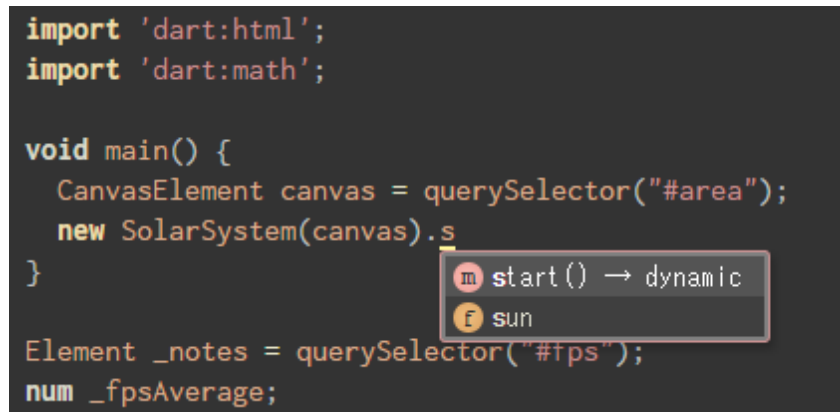 import 'dart:html';
import 'dart:math';
void main() {
CanvasElement canvas = querySelector("#area");
new SolarSystem(canvas).s
}
m start() → dynamic
f sun
Element _notes = querySelector("#fps");
num _fpsAverage;